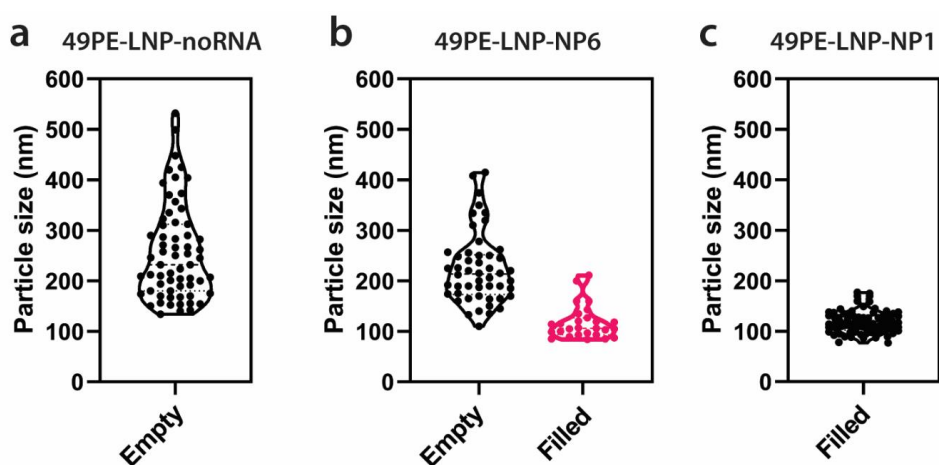 a 49PE-LNP-noRNA
Particle size (nm)
600
500
400
300
200
100
0
Empty
b 49PE-LNP-NP6
Particle size (nm)
600
500
400
300
200
100
0
Empty
Filled
c 49PE-LNP-NP1
Particle size (nm)
600
500
400
300
200
100
0
Filled